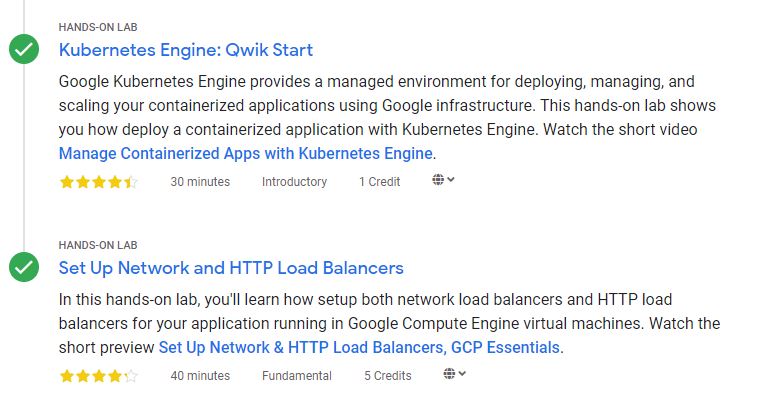 HANDS-ON LAB
Kubernetes Engine: Qwik Start
Google Kubernetes Engine provides a managed environment for deploying, managing, and
scaling your containerized applications using Google infrastructure. This hands-on lab shows
you how deploy a containerized application with Kubernetes Engine. Watch the short video
Manage Containerized Apps with Kubernetes Engine.
30 minutes Introductory 1 Credit
HANDS-ON LAB
Set Up Network and HTTP Load Balancers
In this hands-on lab, you'll learn how setup both network load balancers and HTTP load
balancers for your application running in Google Compute Engine virtual machines. Watch the
short preview Set Up Network & HTTP Load Balancers, GCP Essentials.
40 minutes Fundamental 5 Credits